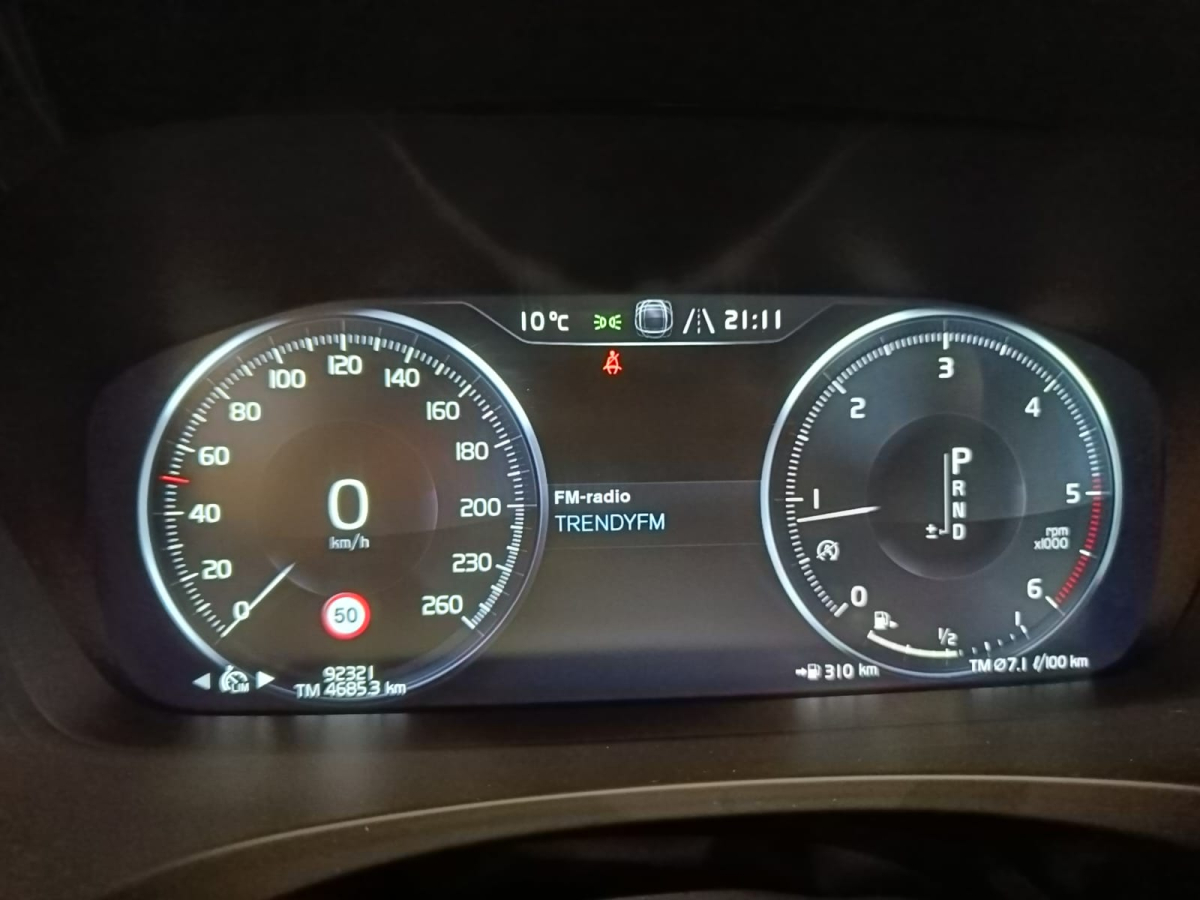 10°C 21:11
0 20 40 60 80 100 120 140 160 180 200 230 260
0
km/h
50
LIM
92321
TM 4685.3 km
FM-radio
TRENDYFM
0 1 2 3 4 5 6
rpm
x1000
P
R
N
± D
1/2 1
310 km
TM Ø7.1 ℓ/100 km